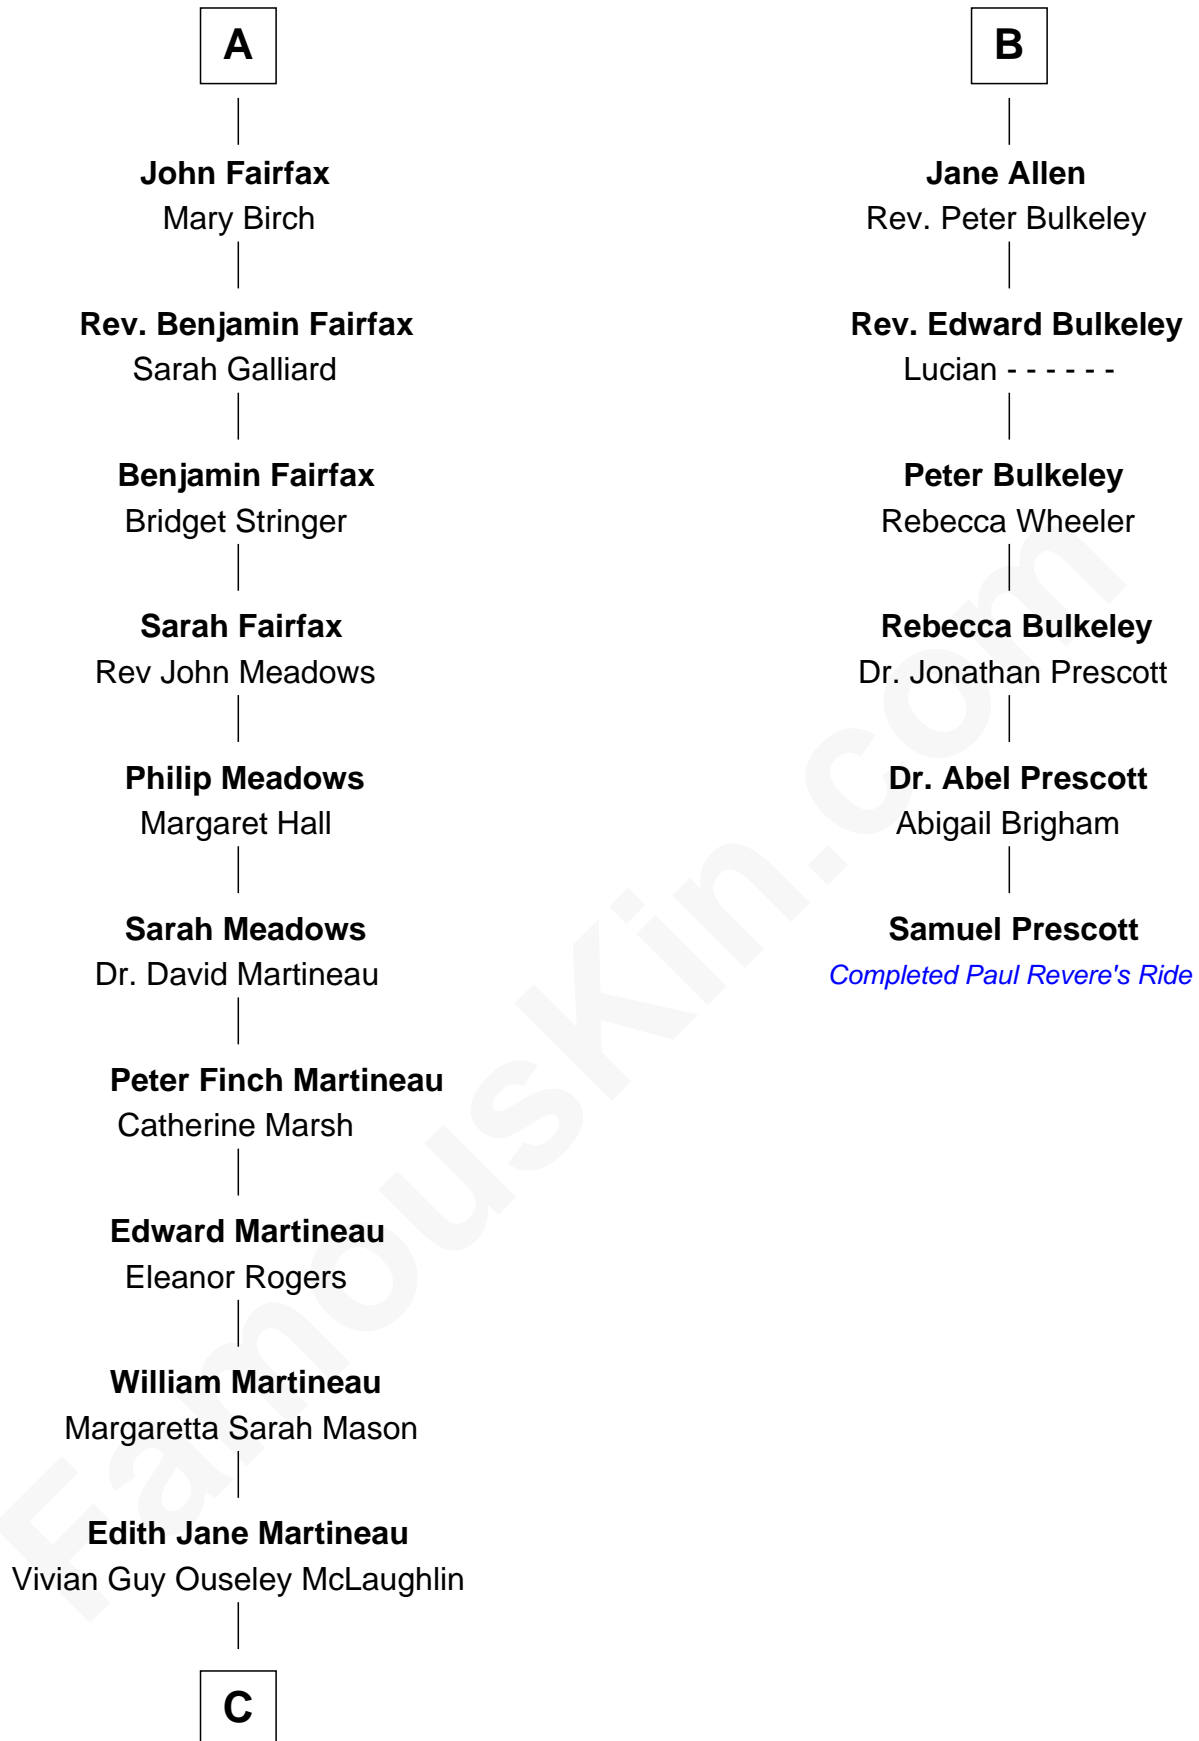 A
John Fairfax
Mary Birch
Rev. Benjamin Fairfax
Sarah Galliard
Benjamin Fairfax
Bridget Stringer
Sarah Fairfax
Rev John Meadows
Philip Meadows
Margaret Hall
Sarah Meadows
Dr. David Martineau
Peter Finch Martineau
Catherine Marsh
Edward Martineau
Eleanor Rogers
William Martineau
Margaretta Sarah Mason
Edith Jane Martineau
Vivian Guy Ouseley McLaughlin
C
B
Jane Allen
Rev. Peter Bulkeley
Rev. Edward Bulkeley
Lucian - - - - - -
Peter Bulkeley
Rebecca Wheeler
Rebecca Bulkeley
Dr. Jonathan Prescott
Dr. Abel Prescott
Abigail Brigham
Samuel Prescott
Completed Paul Revere's Ride
FamousKin.com